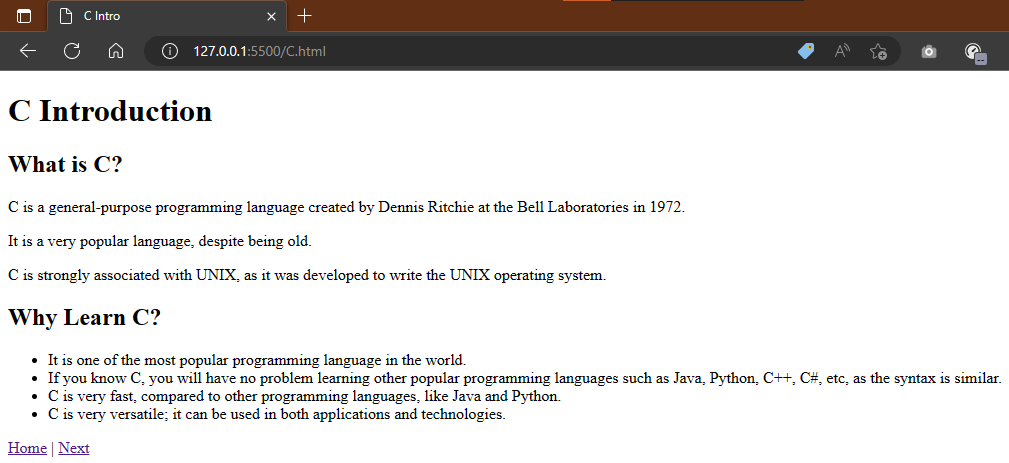 C Intro
127.0.0.1:5500/C.html
C Introduction
What is C?
C is a general-purpose programming language created by Dennis Ritchie at the Bell Laboratories in 1972.
It is a very popular language, despite being old.
C is strongly associated with UNIX, as it was developed to write the UNIX operating system.
Why Learn C?
• It is one of the most popular programming language in the world.
• If you know C, you will have no problem learning other popular programming languages such as Java, Python, C++, C#, etc, as the syntax is similar.
• C is very fast, compared to other programming languages, like Java and Python.
• C is very versatile; it can be used in both applications and technologies.
Home | Next